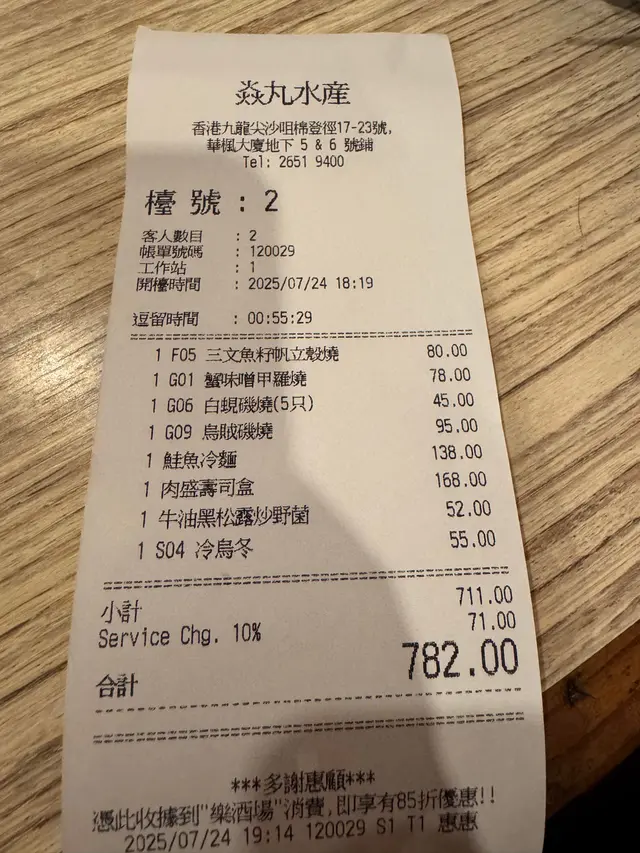 焱丸水産
香港九龍尖沙咀棉登徑17-23號,
華楓大廈地下 5 & 6 號鋪
Tel: 2651 9400
檯 號 : 2
客人數目 : 2
帳單號碼 : 120029
工作站 : 1
開檯時間 : 2025/07/24 18:19
逗留時間 : 00:55:29
1 F05 三文魚籽帆立殼燒 80.00
1 G01 蟹味噌甲羅燒 78.00
1 G06 白蜆磯燒(5只) 45.00
1 G09 烏賊磯燒 95.00
1 鮭魚冷麵 138.00
1 肉盛壽司盒 168.00
1 牛油黑松露炒野菌 52.00
1 S04 冷烏冬 55.00
小計 711.00
Service Chg. 10% 71.00
合計 782.00
***多謝惠顧***
憑此收據到"樂酒場"消費,即享有85折優惠!!
2025/07/24 19:14 120029 S1 T1 惠惠